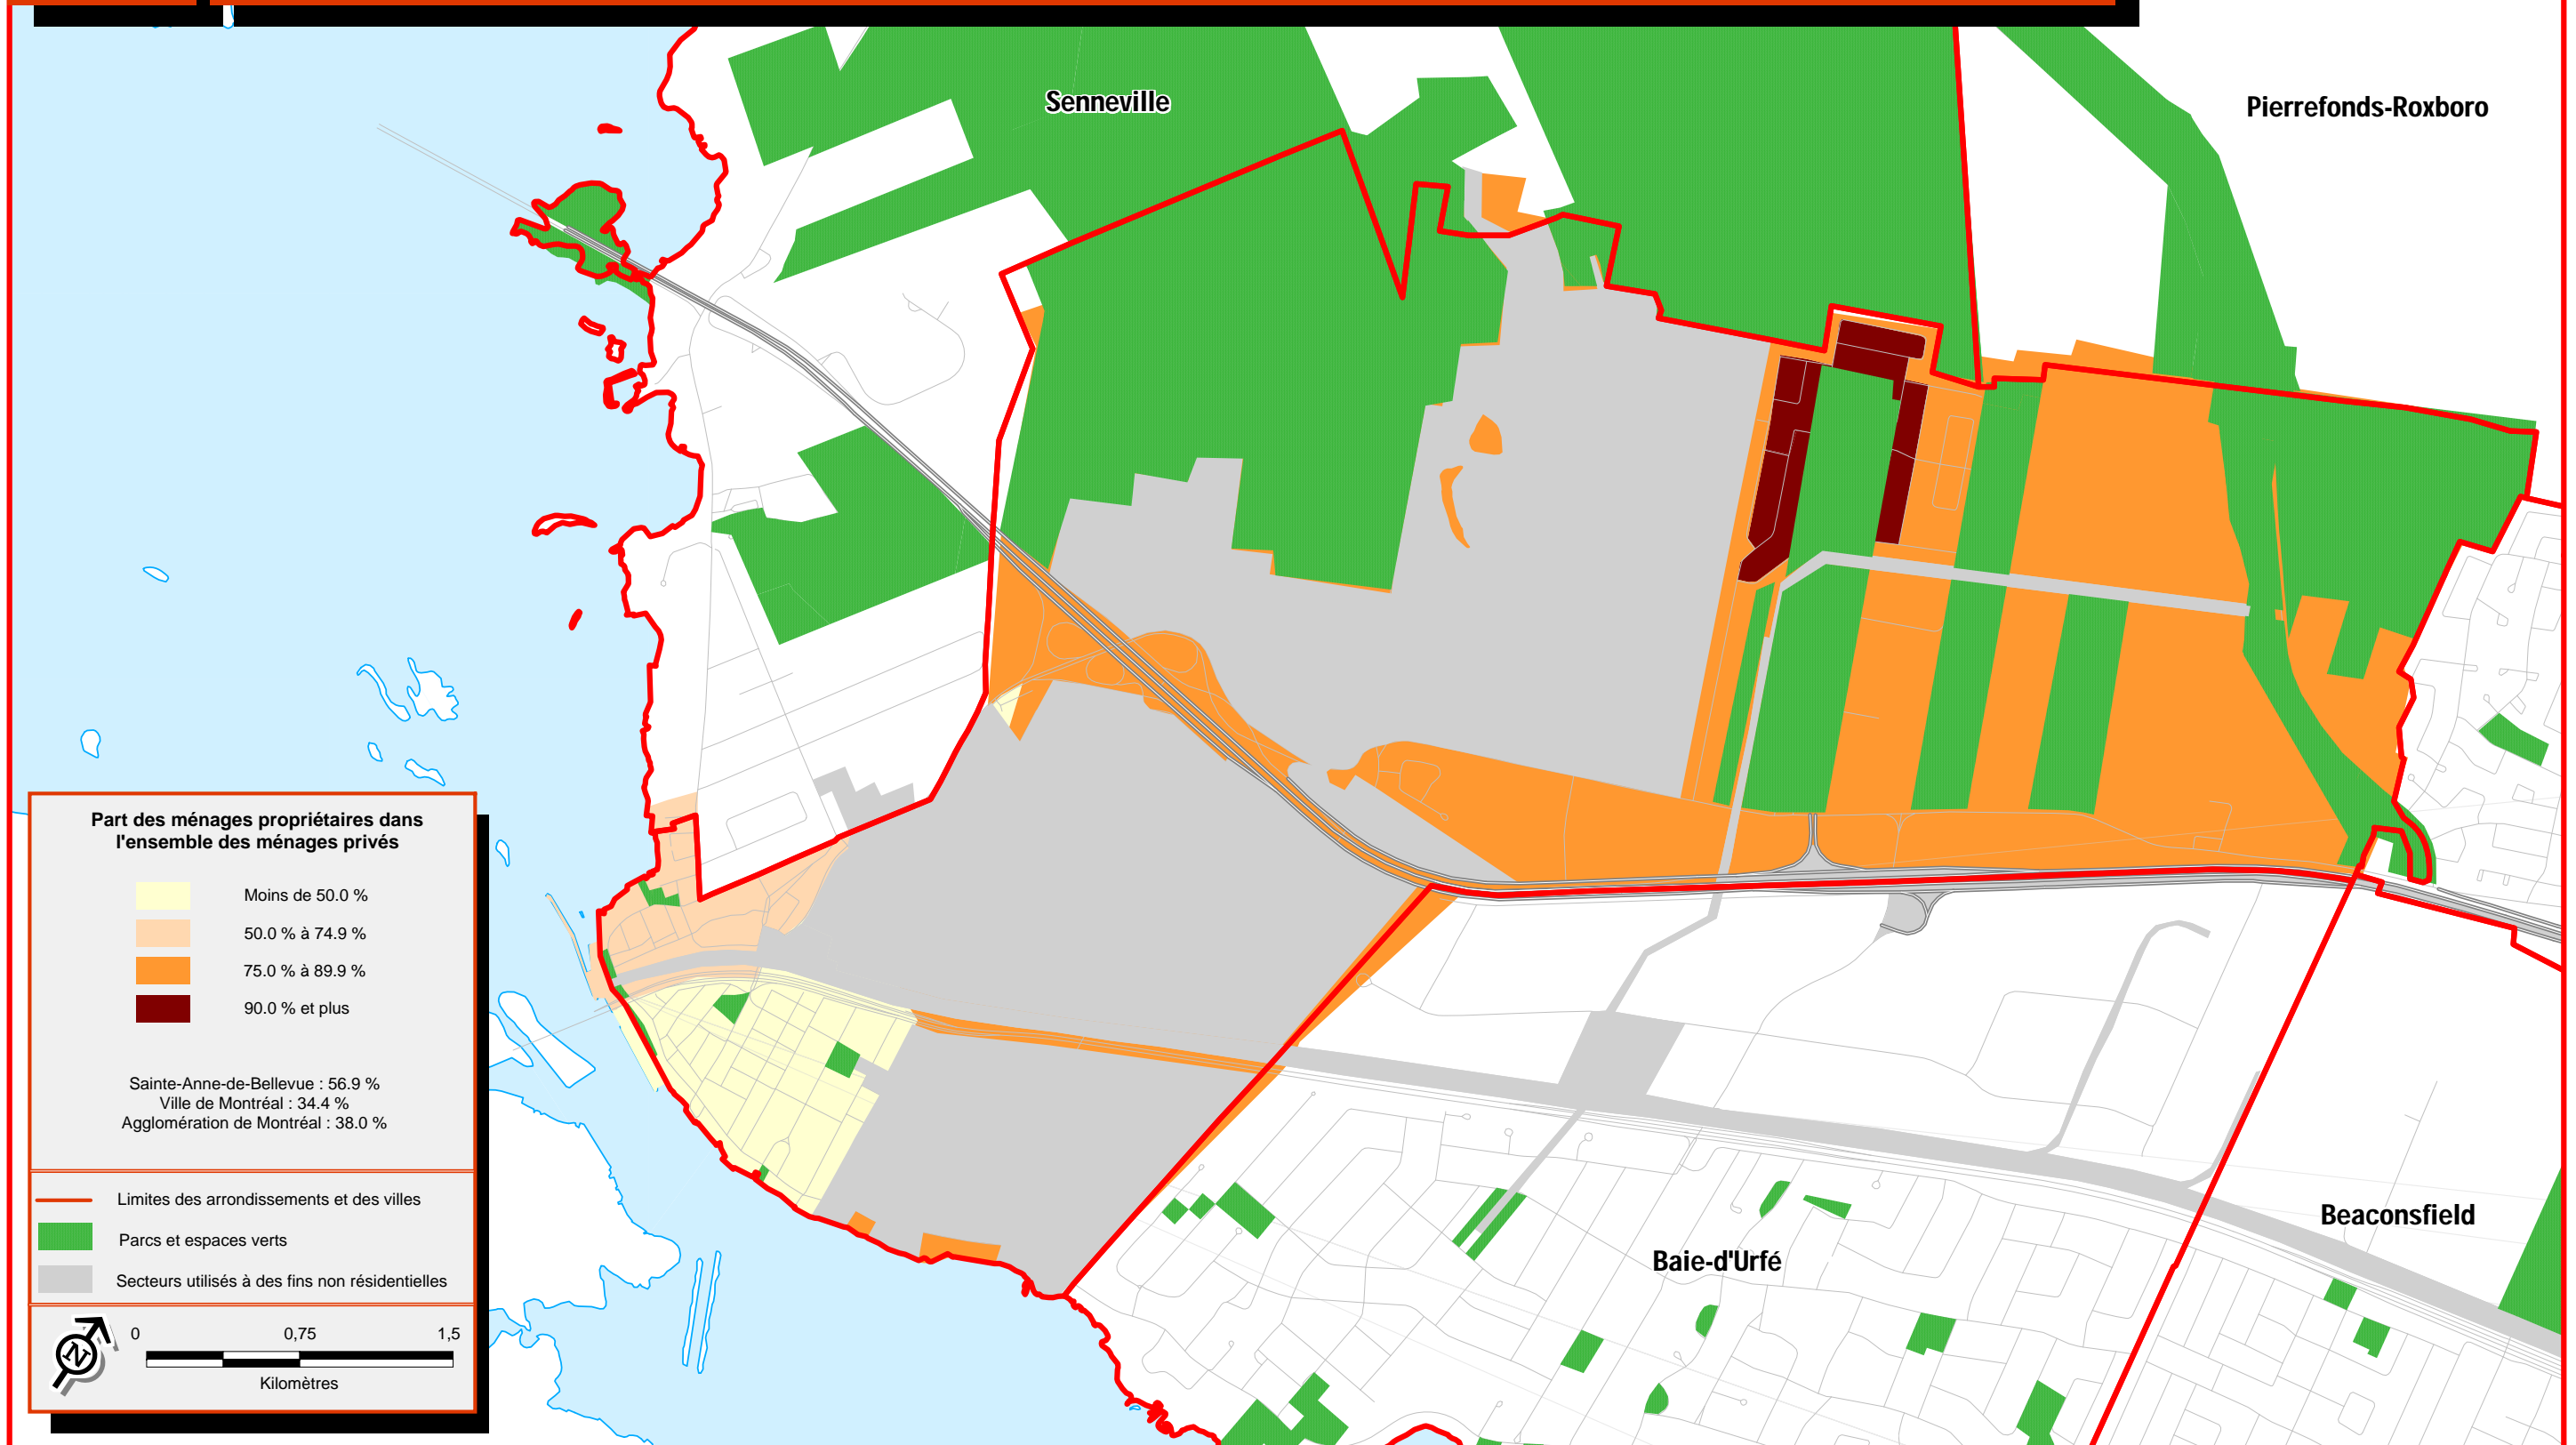 Senneville
Pierrefonds-Roxboro
Part des ménages propriétaires dans
l'ensemble des ménages privés
Moins de 50.0 %
50.0 % à 74.9 %
75.0 % à 89.9 %
90.0 % et plus
Sainte-Anne-de-Bellevue : 56.9 %
Ville de Montréal : 34.4 %
Agglomération de Montréal : 38.0 %
Limites des arrondissements et des villes
Parcs et espaces verts
Secteurs utilisés à des fins non résidentielles
N
0 0,75 1,5
Kilomètres
Baie-d'Urfé
Beaconsfield